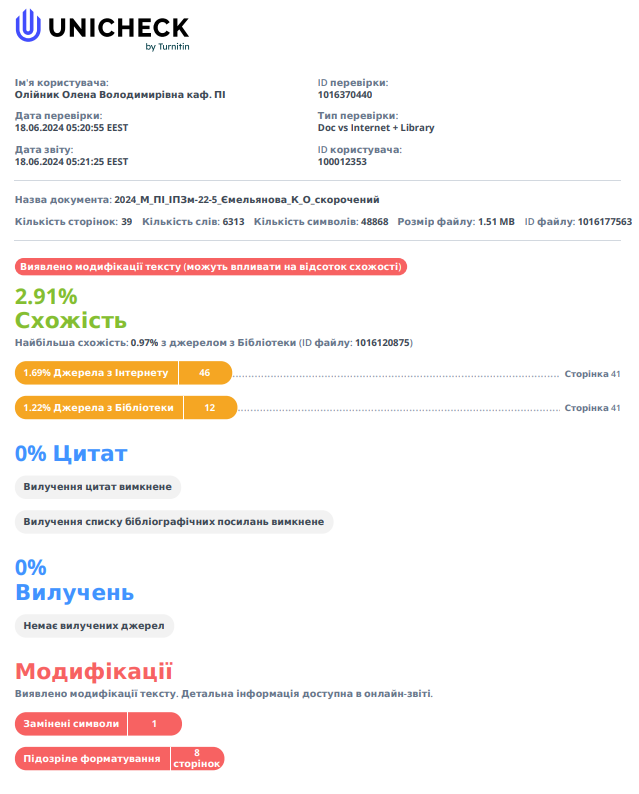 UNICHECK
by Turnitin
Ім'я користувача:
Олійник Олена Володимирівна каф. ПІ
ID перевірки:
1016370440
Дата перевірки:
18.06.2024 05:20:55 EEST
Тип перевірки:
Doc vs Internet + Library
Дата звіту:
18.06.2024 05:21:25 EEST
ID користувача:
100012353
Назва документа: 2024_М_ПІ_ІПЗм-22-5_Ємельянова_К_О_скорочений
Кількість сторінок: 39 Кількість слів: 6313 Кількість символів: 48868 Розмір файлу: 1.51 MB ID файлу: 1016177563
Виявлено модифікації тексту (можуть впливати на відсоток схожості)
2.91%
Схожість
Найбільша схожість: 0.97% з джерелом з Бібліотеки (ID файлу: 1016120875)
1.69% Джерела з Інтернету 46 Сторінка 41
1.22% Джерела з Бібліотеки 12 Сторінка 41
0% Цитат
Вилучення цитат вимкнене
Вилучення списку бібліографічних посилань вимкнене
0%
Вилучень
Немає вилучених джерел
Модифікації
Виявлено модифікації тексту. Детальна інформація доступна в онлайн-звіті.
Замінені символи 1
Підозріле форматування 8
сторінок